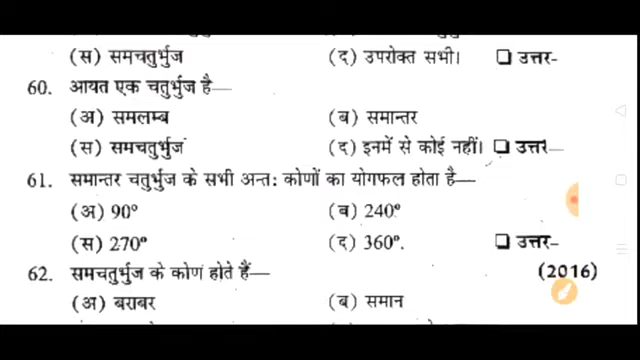 (स) समचतुर्भुज (द) उपरोक्त सभी। ❑ उत्तर-
60. आयत एक चतुर्भुज है—
(अ) समलम्ब (ब) समान्तर
(स) समचतुर्भुज (द) इनमें से कोई नहीं। ❑ उत्तर-
61. समान्तर चतुर्भुज के सभी अन्त: कोणों का योगफल होता है—
(अ) 90° (ब) 240°
(स) 270° (द) 360°. ❑ उत्तर-
62. समचतुर्भुज के कोण होते हैं— (2016)
(अ) बराबर (ब) समान